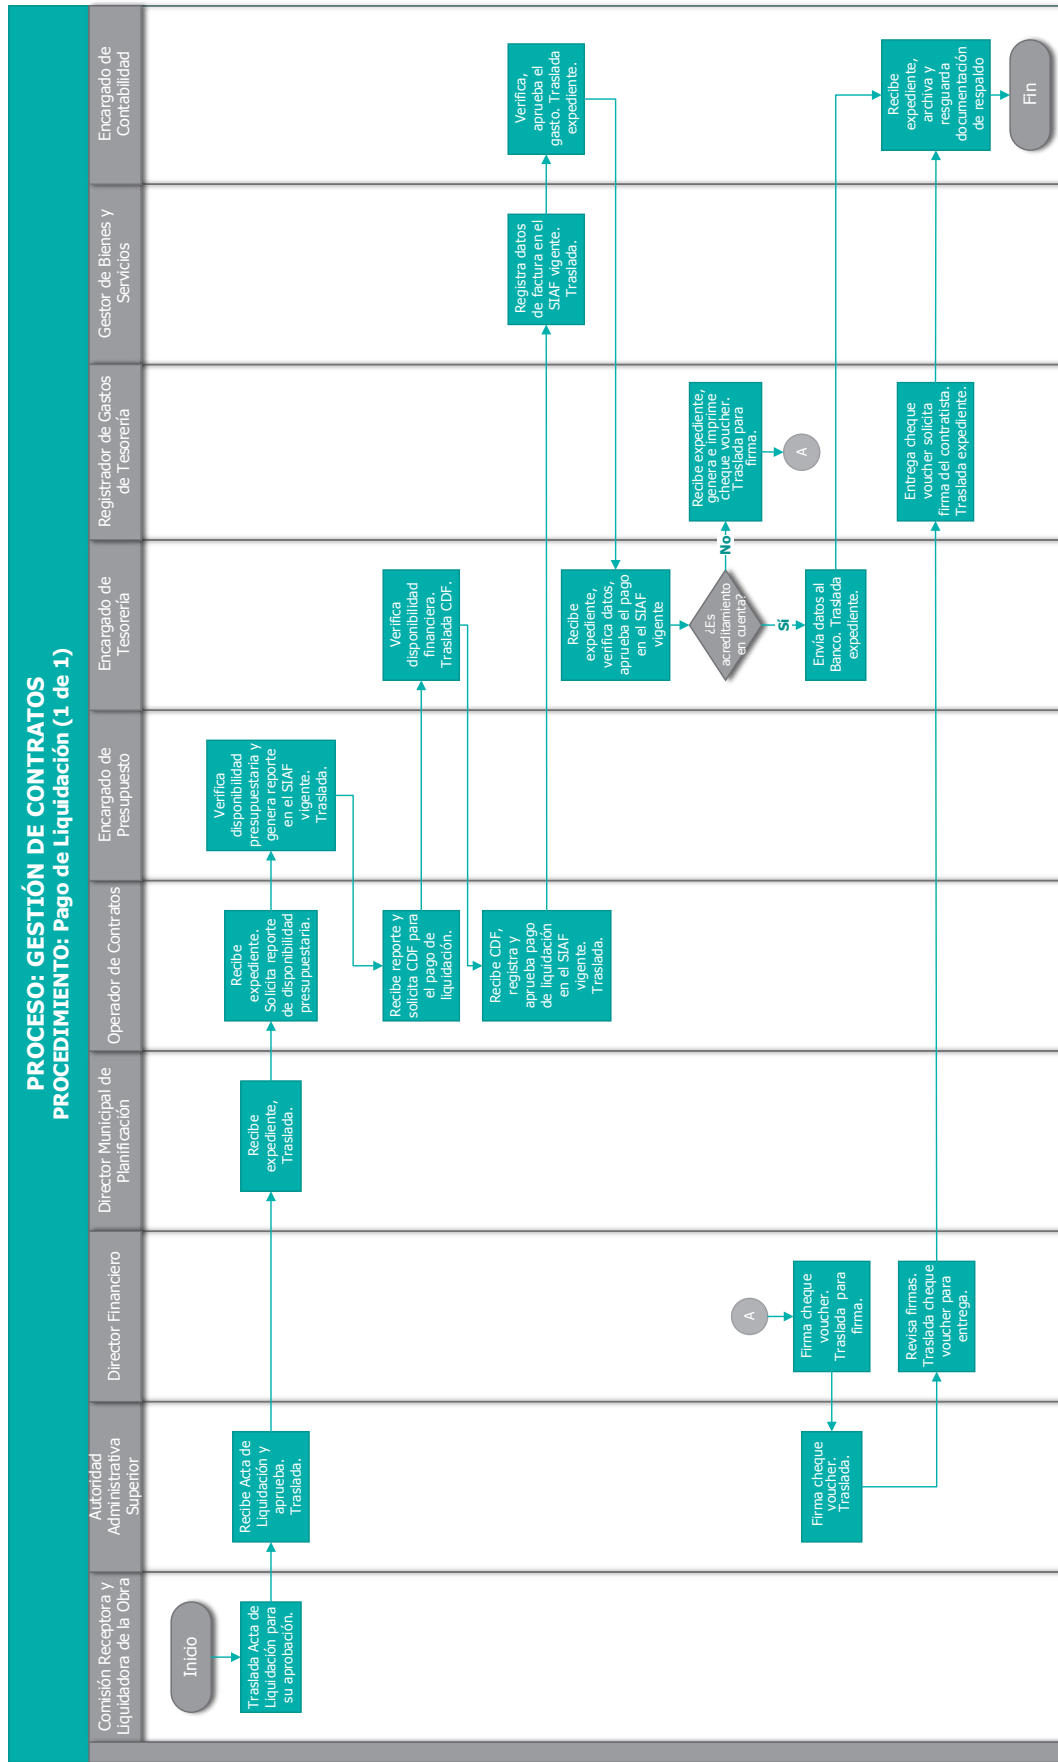 PROCESO: GESTIÓN DE CONTRATOS
PROCEDIMIENTO: Pago de Liquidación (1 de 1)
Comisión Receptora y
Liquidadora de la Obra
Autoridad
Administrativa
Superior
Director Financiero
Director Municipal de
Planificación
Operador de Contratos
Encargado de
Presupuesto
Encargado de
Tesorería
Registrador de Gastos
de Tesorería
Gestor de Bienes y
Servicios
Encargado de
Contabilidad
Inicio
Traslada Acta de
Liquidación para
su aprobación.
Recibe Acta de
Liquidación y
aprueba.
Traslada.
Recibe
expediente,
Traslada.
Recibe
expediente.
Solicita reporte
de disponibilidad
presupuestaria.
Verifica
disponibilidad
presupuestaria y
genera reporte
en el SIAF
vigente.
Traslada.
Recibe reporte y
solicita CDF para
el pago de
liquidación.
Verifica
disponibilidad
financiera.
Traslada CDF.
Recibe CDF,
registra y
aprueba pago
de liquidación
en el SIAF
vigente.
Traslada.
Registra datos
de factura en el
SIAF vigente.
Traslada.
Verifica,
aprueba el
gasto. Traslada
expediente.
Recibe
expediente,
verifica datos,
aprueba el pago
en el SIAF
vigente
¿Es
acreditamiento
en cuenta?
No
Recibe expediente,
genera e imprime
cheque voucher.
Traslada para
firma.
A
Sí
Envía datos al
Banco. Traslada
expediente.
A
Firma cheque
voucher.
Traslada para
firma.
Firma cheque
voucher.
Traslada.
Revisa firmas.
Traslada cheque
voucher para
entrega.
Entrega cheque
voucher solicita
firma del contratista.
Traslada expediente.
Recibe
expediente,
archiva y
resguarda
documentación
de respaldo
Fin